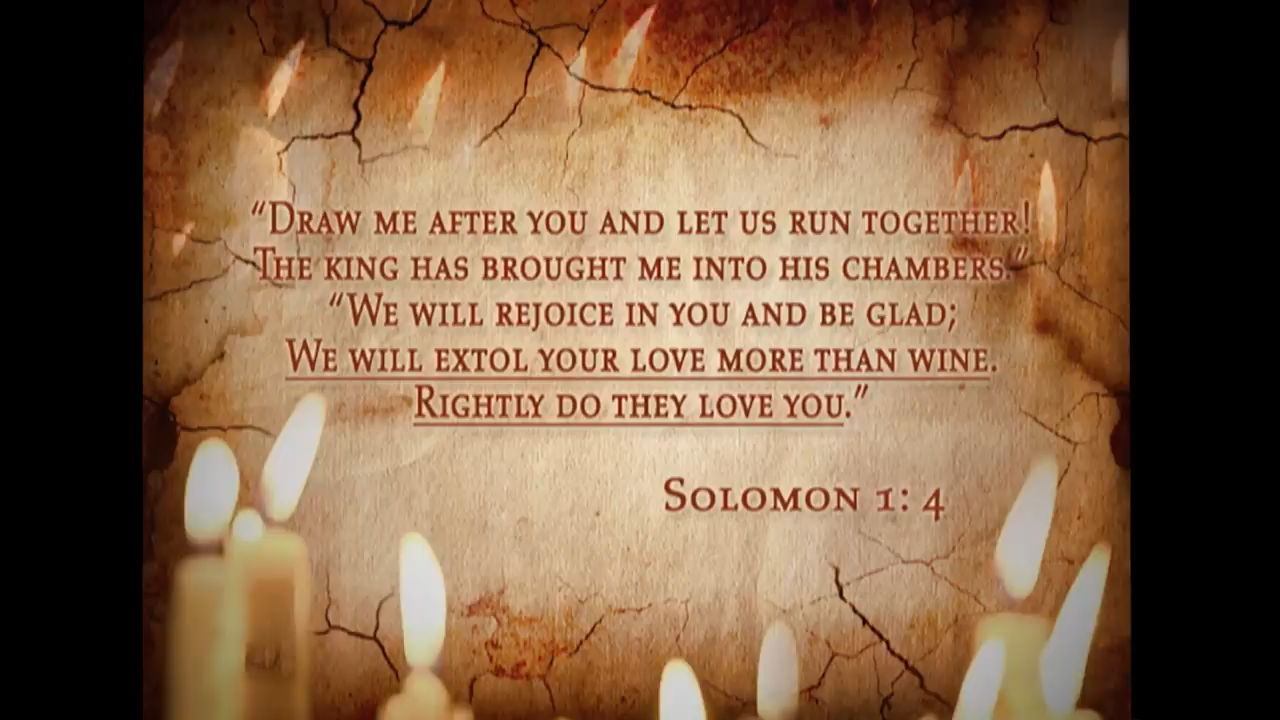 “Draw me after you and let us run together!
The king has brought me into his chambers.”
“We will rejoice in you and be glad;
We will extol your love more than wine.
Rightly do they love you.”
Solomon 1: 4